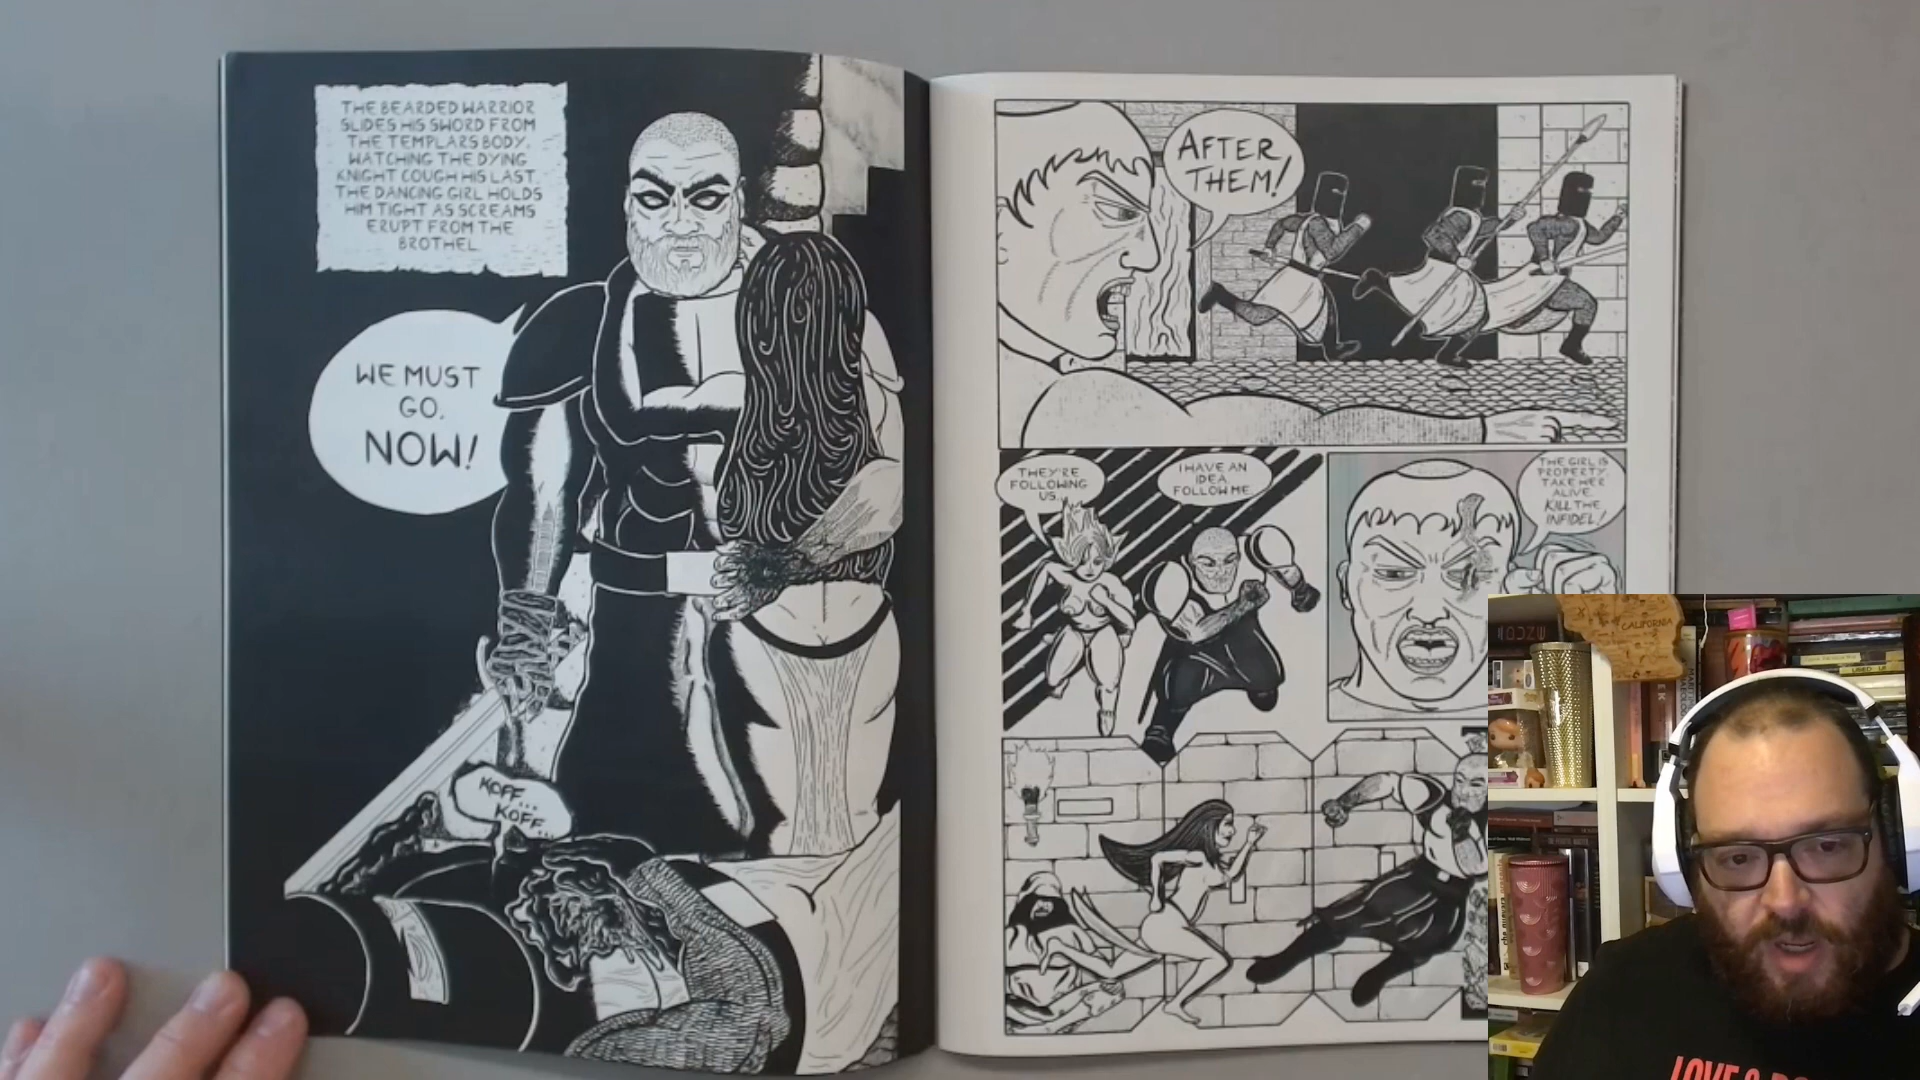 THE BEARDED WARRIOR
SLIDES HIS SWORD FROM
THE TEMPLARS BODY.
WATCHING THE DYING
KNIGHT COUGH HIS LAST.
THE DANCING GIRL HOLDS
HIM TIGHT AS SCREAMS
ERUPT FROM THE
BROTHEL.
WE MUST
GO.
NOW!
KOFF...
KOFF...
AFTER
THEM!
THEY'RE
FOLLOWING
US.
I HAVE AN
IDEA.
FOLLOW ME.
THE GIRL IS
PROPERTY.
TAKE HER
ALIVE.
KILL THE
INFIDEL!
CALIFORNIA
LOVE &